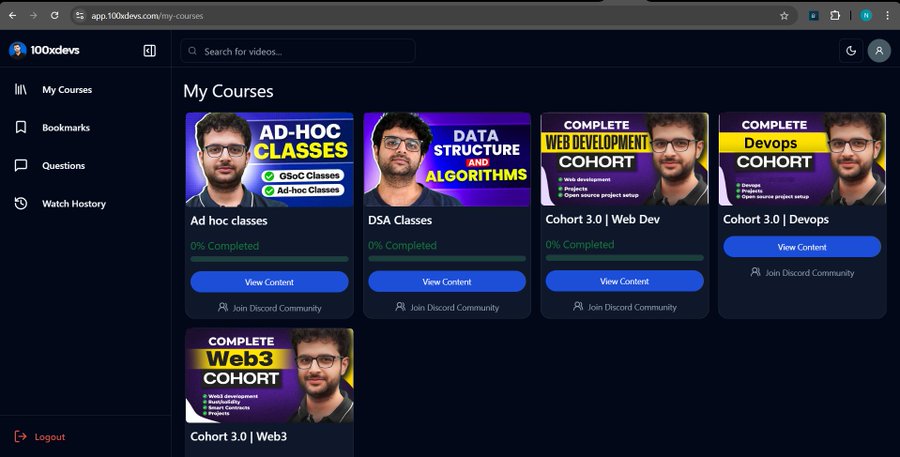 app.100xdevs.com/my-courses
N
100xdevs
Search for videos...
My Courses
Bookmarks
Questions
Watch Hostory
Logout
My Courses
AD-HOC
CLASSES
GSoC Classes
Ad-hoc Classes
Ad hoc classes
0% Completed
View Content
Join Discord Community
DATA
STRUCTURE
AND
ALGORITHMS
DSA Classes
0% Completed
View Content
Join Discord Community
COMPLETE
WEB DEVELOPMENT
COHORT
Web development
Projects
Open source project setup
Cohort 3.0 | Web Dev
0% Completed
View Content
Join Discord Community
COMPLETE
Devops
COHORT
Devops
Projects
Open source project setup
Cohort 3.0 | Devops
View Content
Join Discord Community
COMPLETE
Web3
COHORT
Web3 development
Rust/solidity
Smart Contracts
Projects
Cohort 3.0 | Web3